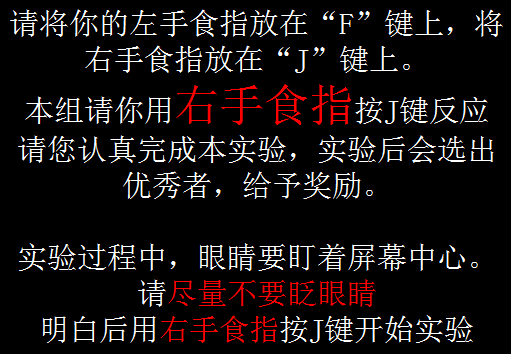 请将你的左手食指放在“F”键上，将
右手食指放在“J”键上。
本组请你用右手食指按J键反应
请您认真完成本实验，实验后会选出
优秀者，给予奖励。
实验过程中，眼睛要盯着屏幕中心。
请尽量不要眨眼睛
明白后用右手食指按J键开始实验